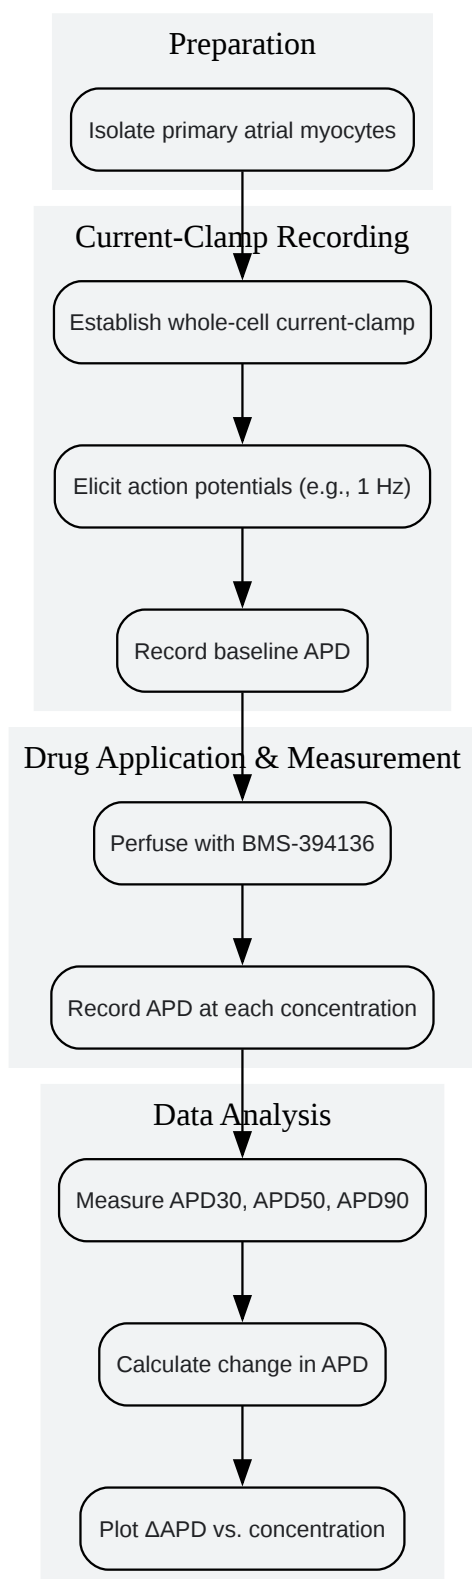 Preparation
Isolate primary atrial myocytes
Current-Clamp Recording
Establish whole-cell current-clamp
Elicit action potentials (e.g., 1 Hz)
Record baseline APD
Drug Application & Measurement
Perfuse with BMS-394136
Record APD at each concentration
Data Analysis
Measure APD30, APD50, APD90
Calculate change in APD
Plot ΔAPD vs. concentration